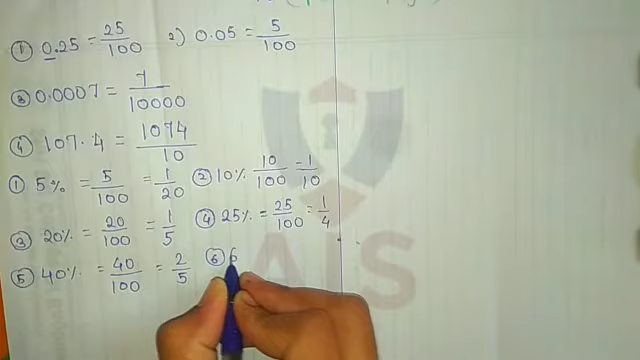 ① 0.25 = 25/100 2) 0.05 = 5/100
③ 0.0007 = 7/10000
④ 107.4 = 1074/10
① 5% = 5/100 = 1/20 ② 10% 10/100 = 1/10
③ 20% = 20/100 = 1/5 ④ 25% = 25/100 = 1/4
⑤ 40% = 40/100 = 2/5 ⑥ 6
AIS